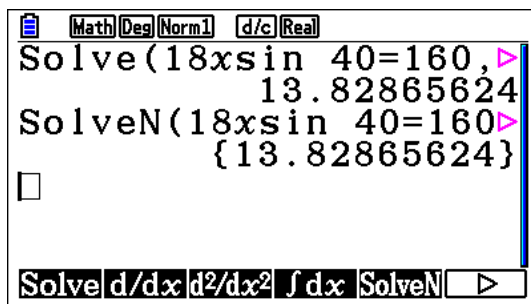 Math Deg Norm1 d/c Real
Solve(18xsin 40=160,▷
13.82865624
SolveN(18xsin 40=160▷
{13.82865624}
Solve d/dx d²/dx² ∫dx SolveN ▷